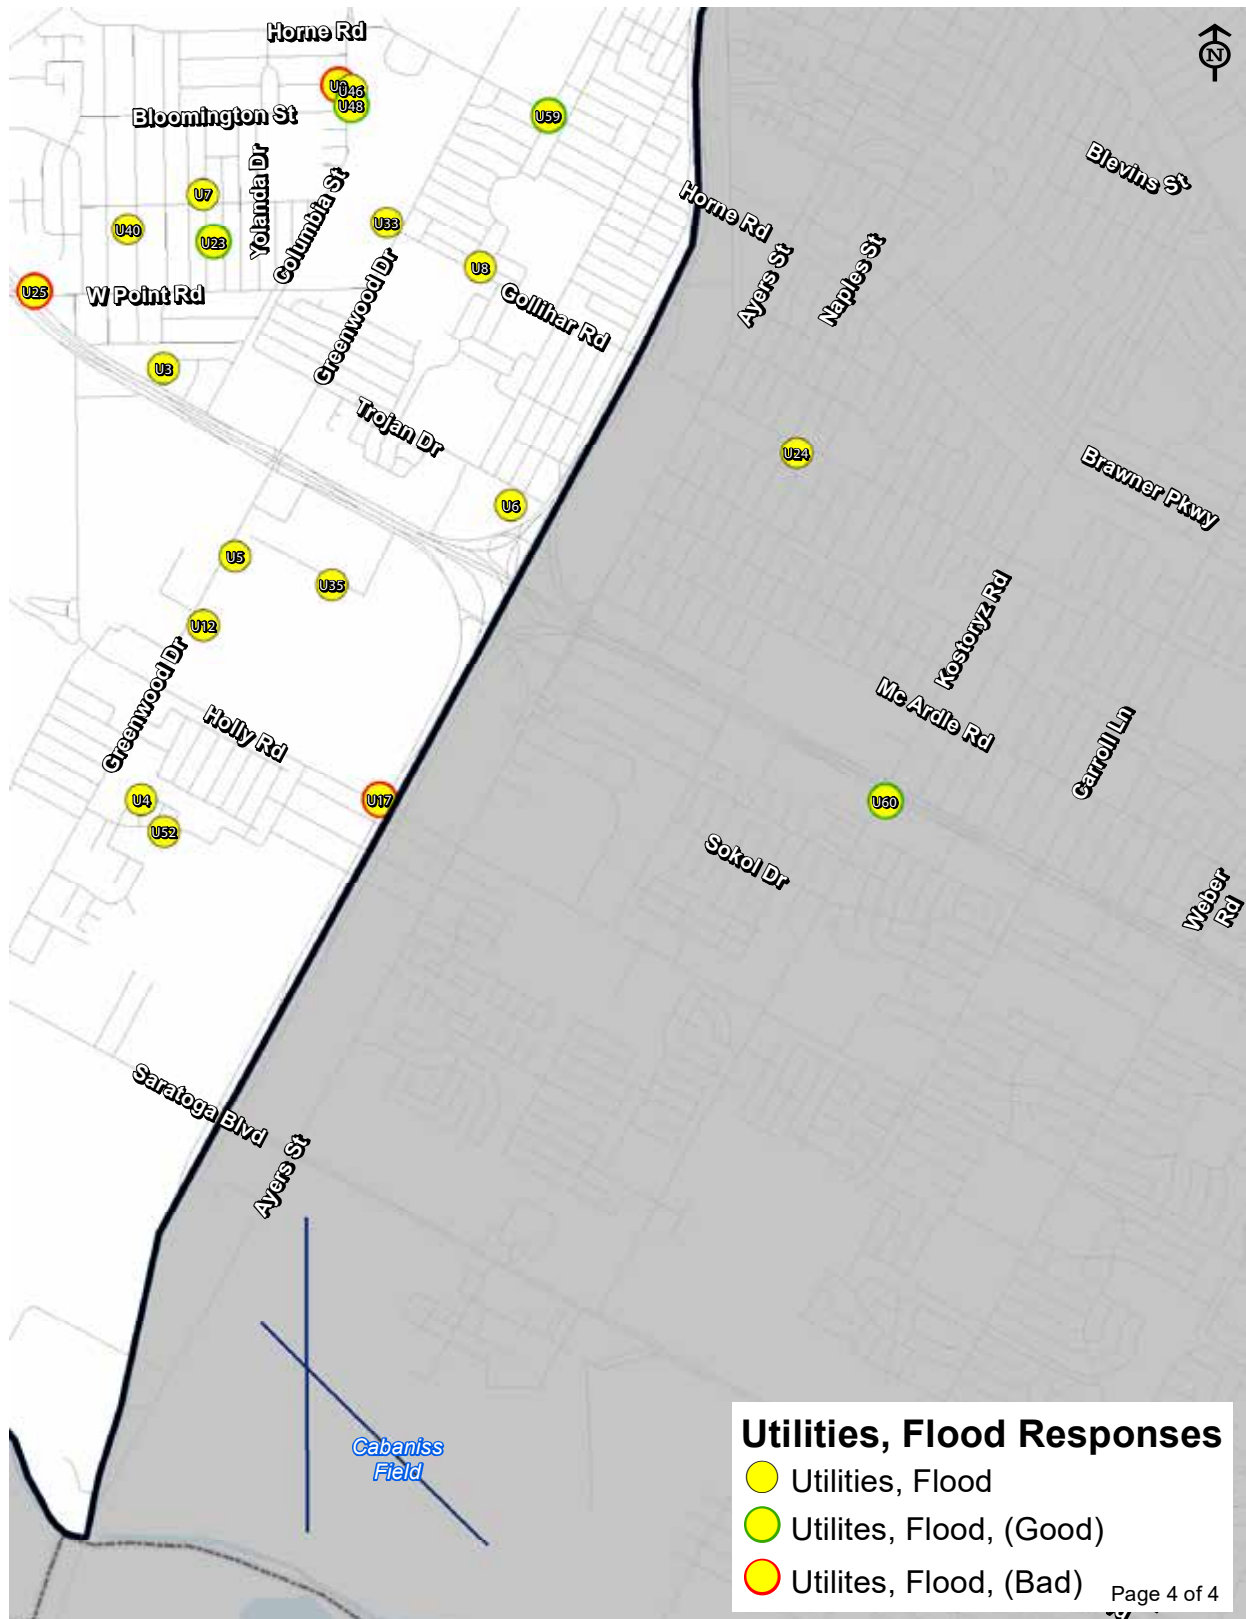 Horne Rd
N
U46
U48
U59
Bloomington St
Blevins St
Yolanda Dr
Columbia St
U7
U40
U23
U33
U8
Horne Rd
Ayers St
Naples St
U25
W Point Rd
Greenwood Dr
Gollihar Rd
U3
Trojan Dr
U24
Brawner Pkwy
U6
U5
U35
U12
Kostoryz Rd
Greenwood Dr
Holly Rd
Mc Ardle Rd
Carroll Ln
U4
U17
U60
U52
Sokol Dr
Weber
Rd
Saratoga Blvd
Ayers St
Cabaniss
Field
Utilities, Flood Responses
Utilities, Flood
Utilites, Flood, (Good)
Utilites, Flood, (Bad)
Page 4 of 4